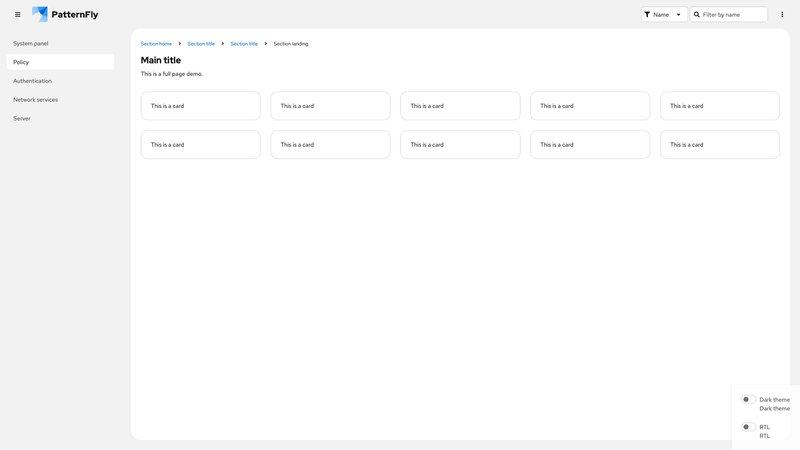 PatternFly
Name
Filter by name
System panel
Policy
Authentication
Network services
Server
Section home
Section title
Section title
Section landing
Main title
This is a full page demo.
This is a card
This is a card
This is a card
This is a card
This is a card
This is a card
This is a card
This is a card
This is a card
This is a card
Dark theme
Dark theme
RTL
RTL